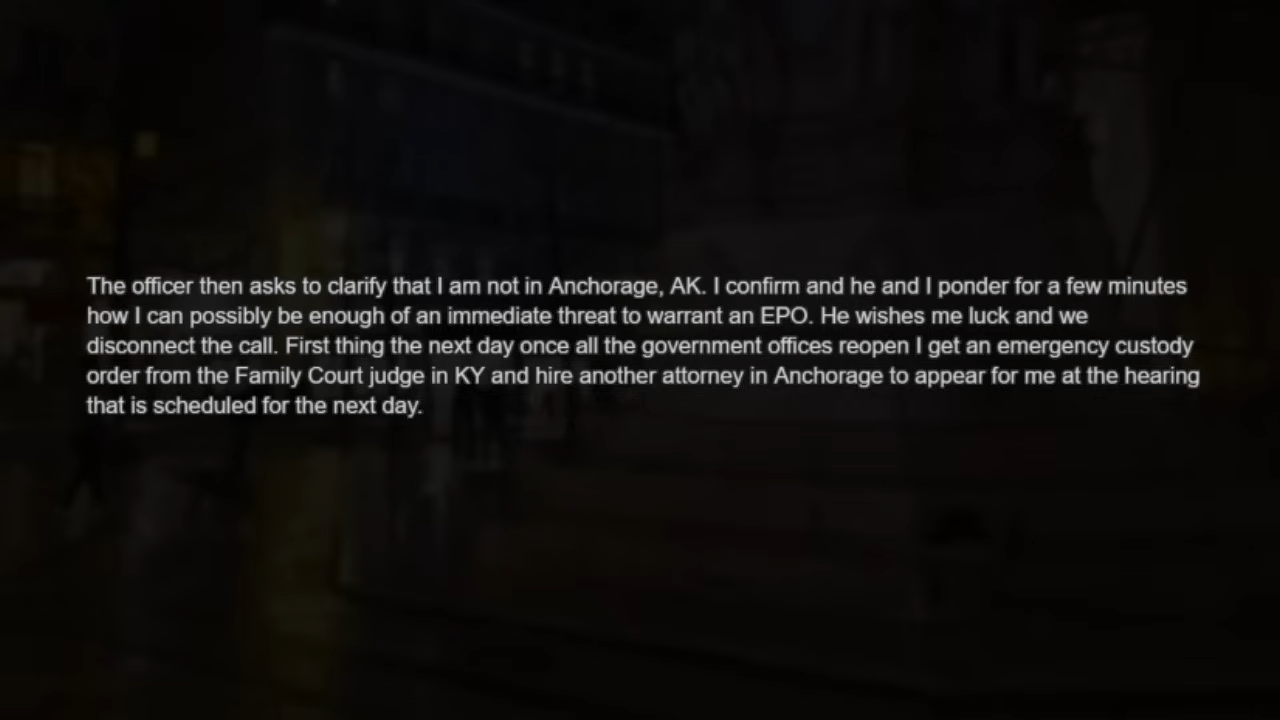 The officer then asks to clarify that I am not in Anchorage, AK. I confirm and he and I ponder for a few minutes
how I can possibly be enough of an immediate threat to warrant an EPO. He wishes me luck and we
disconnect the call. First thing the next day once all the government offices reopen I get an emergency custody
order from the Family Court judge in KY and hire another attorney in Anchorage to appear for me at the hearing
that is scheduled for the next day.